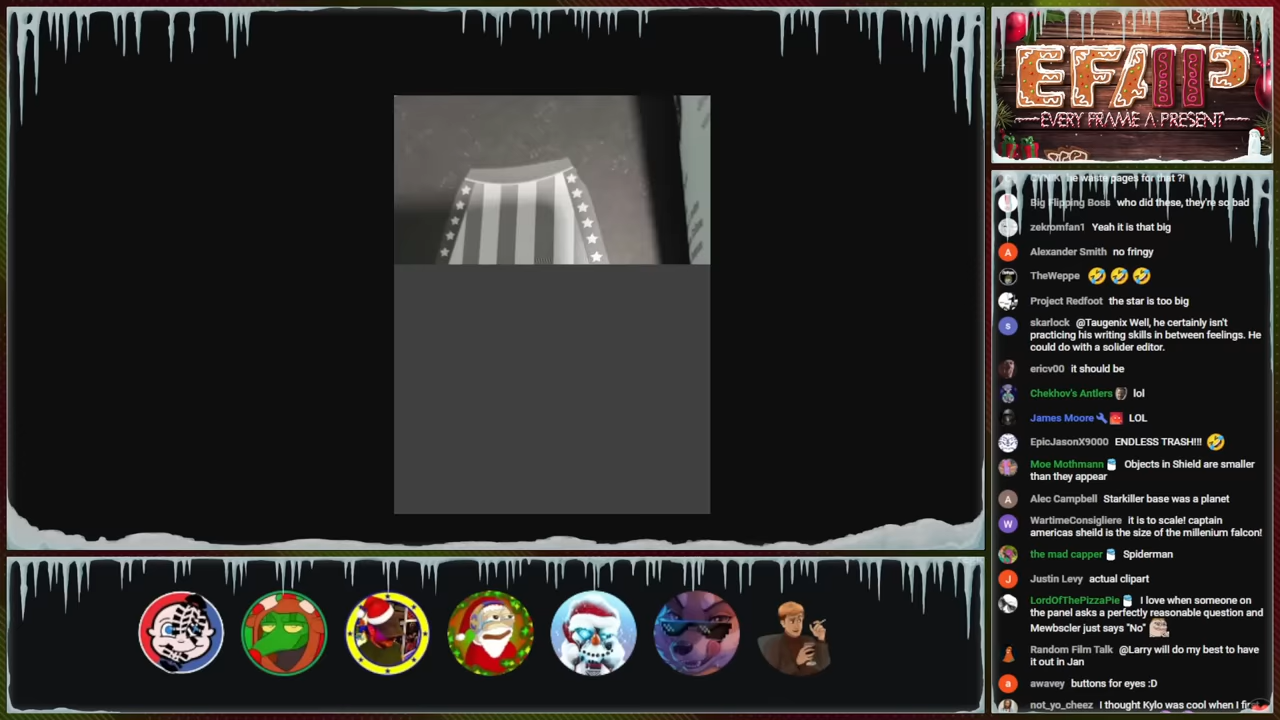 EFAP
EVERY FRAME A PRESENT
he waste pages for that ?!
Big Flipping Boss who did these, they're so bad
zekromfan1 Yeah it is that big
Alexander Smith no fringy
TheWeppe 🤣 🤣 🤣
Project Redfoot the star is too big
skarlock @Taugenix Well, he certainly isn't
practicing his writing skills in between feelings. He
could do with a solider editor.
ericv00 it should be
Chekhov's Antlers lol
James Moore LOL
EpicJasonX9000 ENDLESS TRASH!!! 🤣
Moe Mothmann Objects in Shield are smaller
than they appear
Alec Campbell Starkiller base was a planet
WartimeConsigliere it is to scale! captain
americas sheild is the size of the millenium falcon!
the mad capper Spiderman
Justin Levy actual clipart
LordOfThePizzaPie I love when someone on
the panel asks a perfectly reasonable question and
Mewbscler just says "No"
Random Film Talk @Larry will do my best to have
it out in Jan
awavey buttons for eyes :D
not_yo_cheez I thought Kylo was cool when I